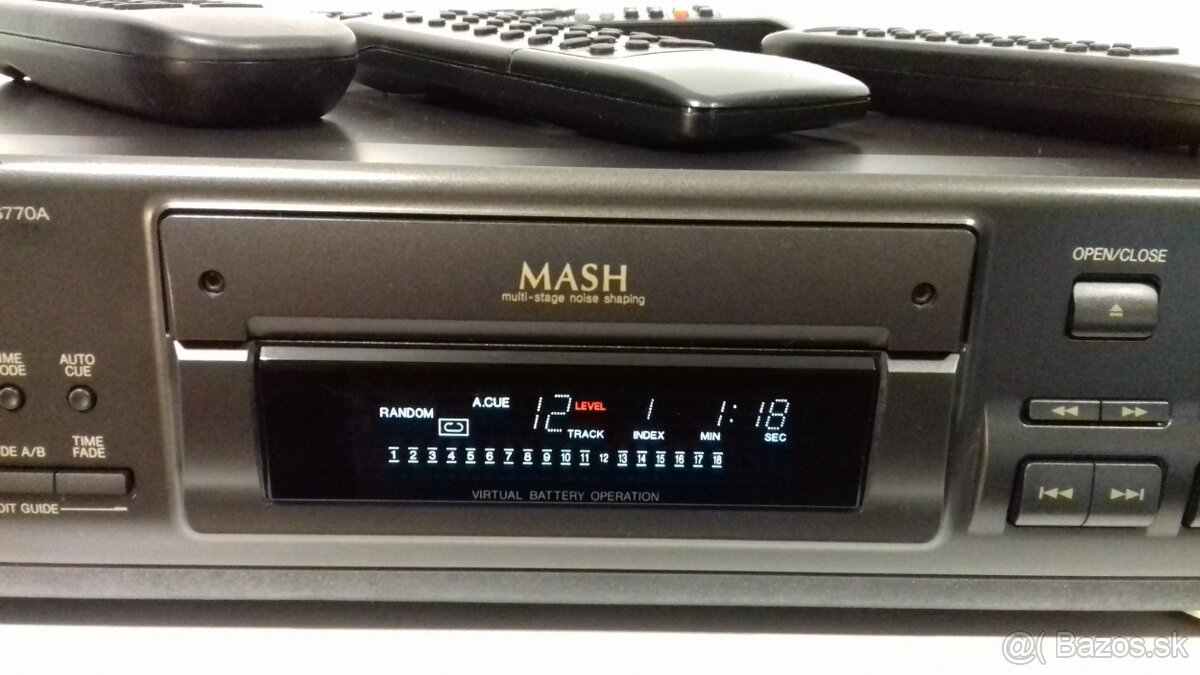 MASH
multi-stage noise shaping
OPEN/CLOSE
AUTO
CUE
TIME
FADE
A/B
GUIDE
RANDOM
A.CUE 12 LEVEL 1 1:18
TRACK INDEX MIN SEC
1 2 3 4 5 6 7 8 9 10 11 12 13 14 15 16 17 18
VIRTUAL BATTERY OPERATION
@( Bazos.sk